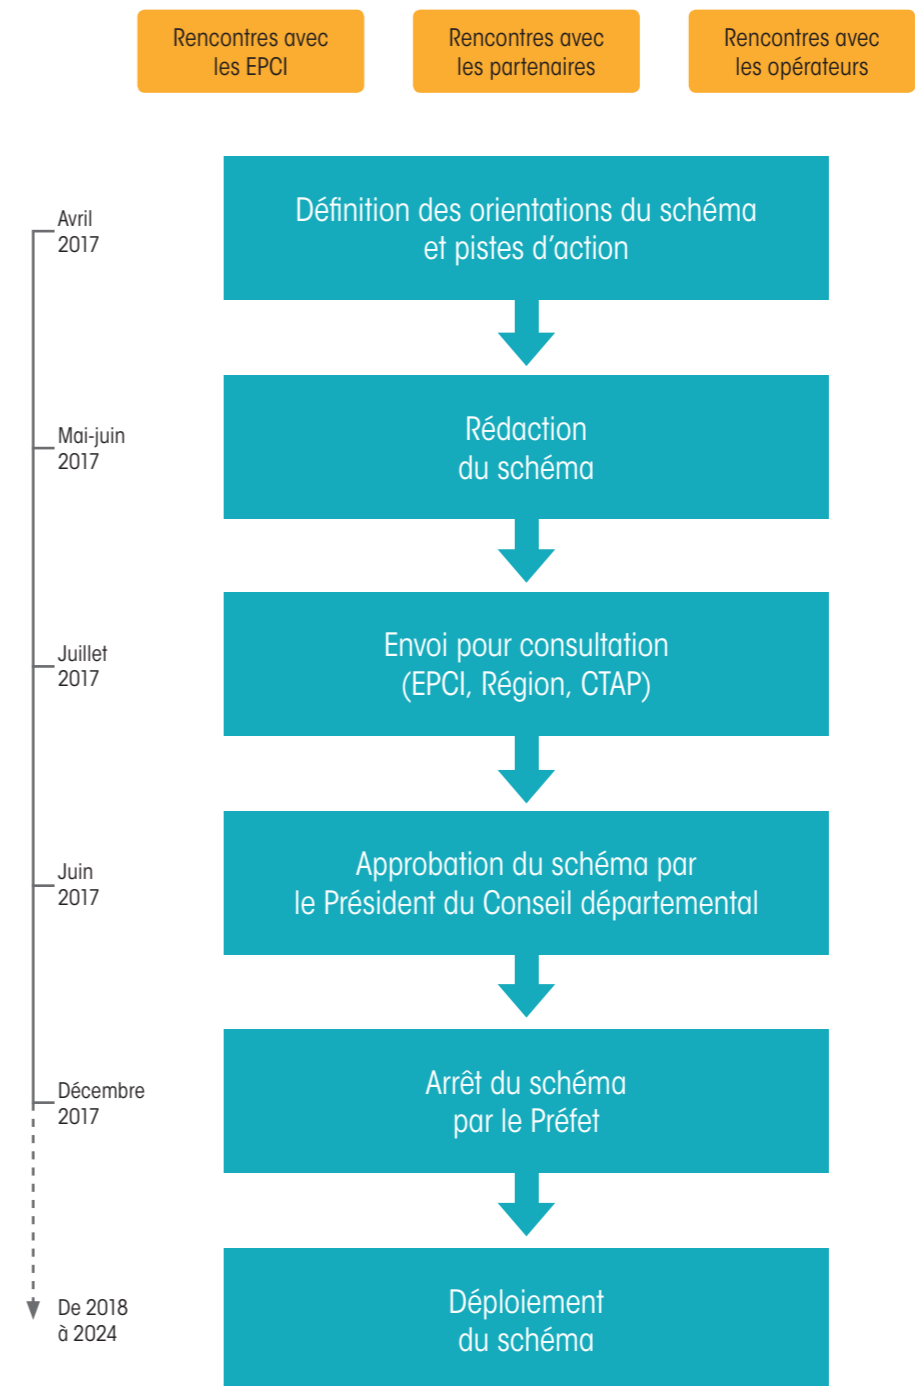 Rencontres avec
les EPCI
Rencontres avec
les partenaires
Rencontres avec
les opérateurs
Avril
2017
Définition des orientations du schéma
et pistes d’action
Mai-juin
2017
Rédaction
du schéma
Juillet
2017
Envoi pour consultation
(EPCI, Région, CTAP)
Juin
2017
Approbation du schéma par
le Président du Conseil départemental
Décembre
2017
Arrêt du schéma
par le Préfet
De 2018
à 2024
Déploiement
du schéma